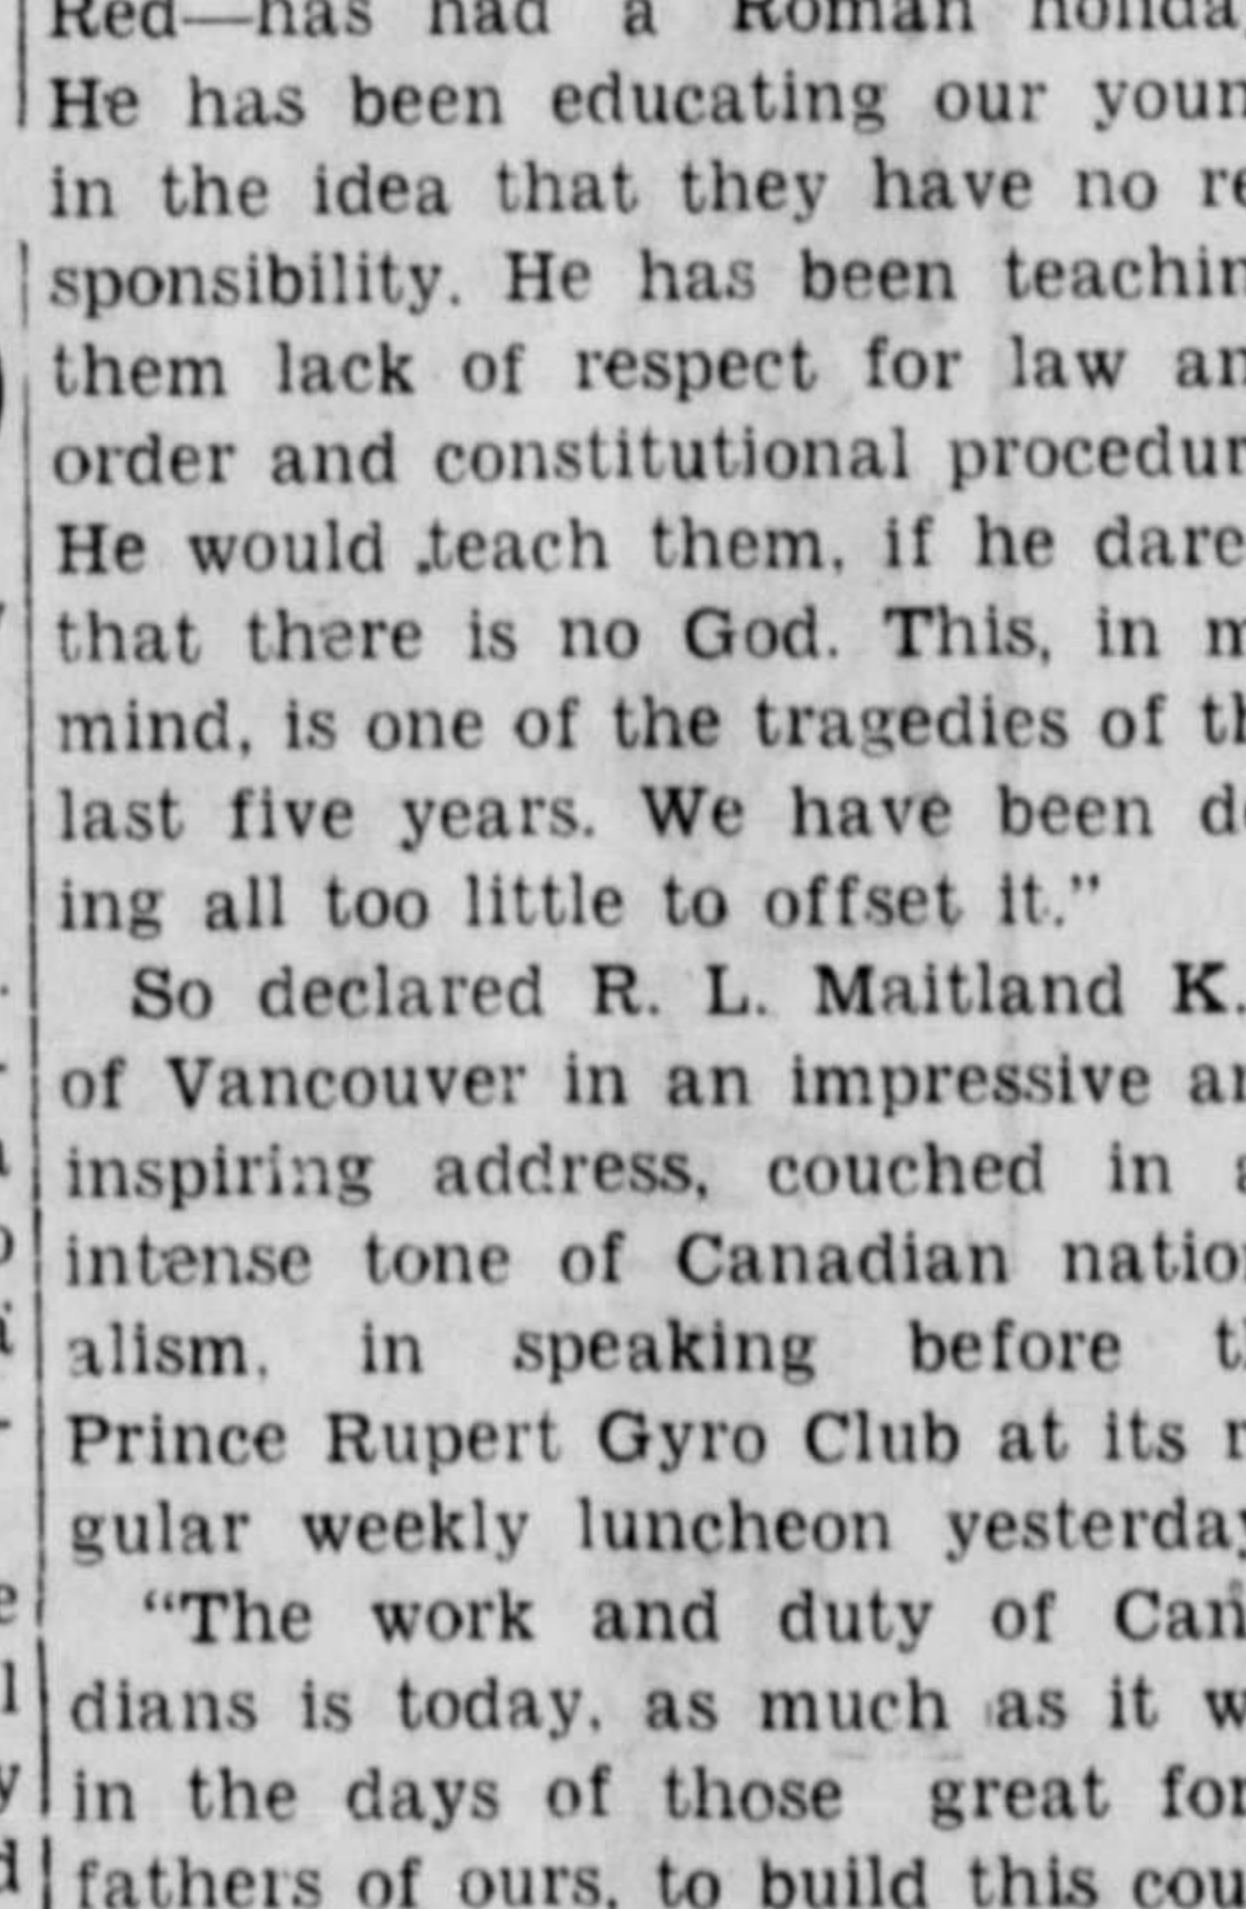 Red—has had a Roman holida
He has been educating our youn
in the idea that they have no re
sponsibility. He has been teachin
them lack of respect for law an
order and constitutional procedur
He would teach them, if he dare
that there is no God. This, in m
mind, is one of the tragedies of th
last five years. We have been do
ing all too little to offset it.”
So declared R. L. Maitland K.
of Vancouver in an impressive an
inspiring address, couched in a
intense tone of Canadian natio
alism, in speaking before th
Prince Rupert Gyro Club at its r
gular weekly luncheon yesterday
“The work and duty of Cana
dians is today, as much as it w
in the days of those great for
fathers of ours, to build this cou